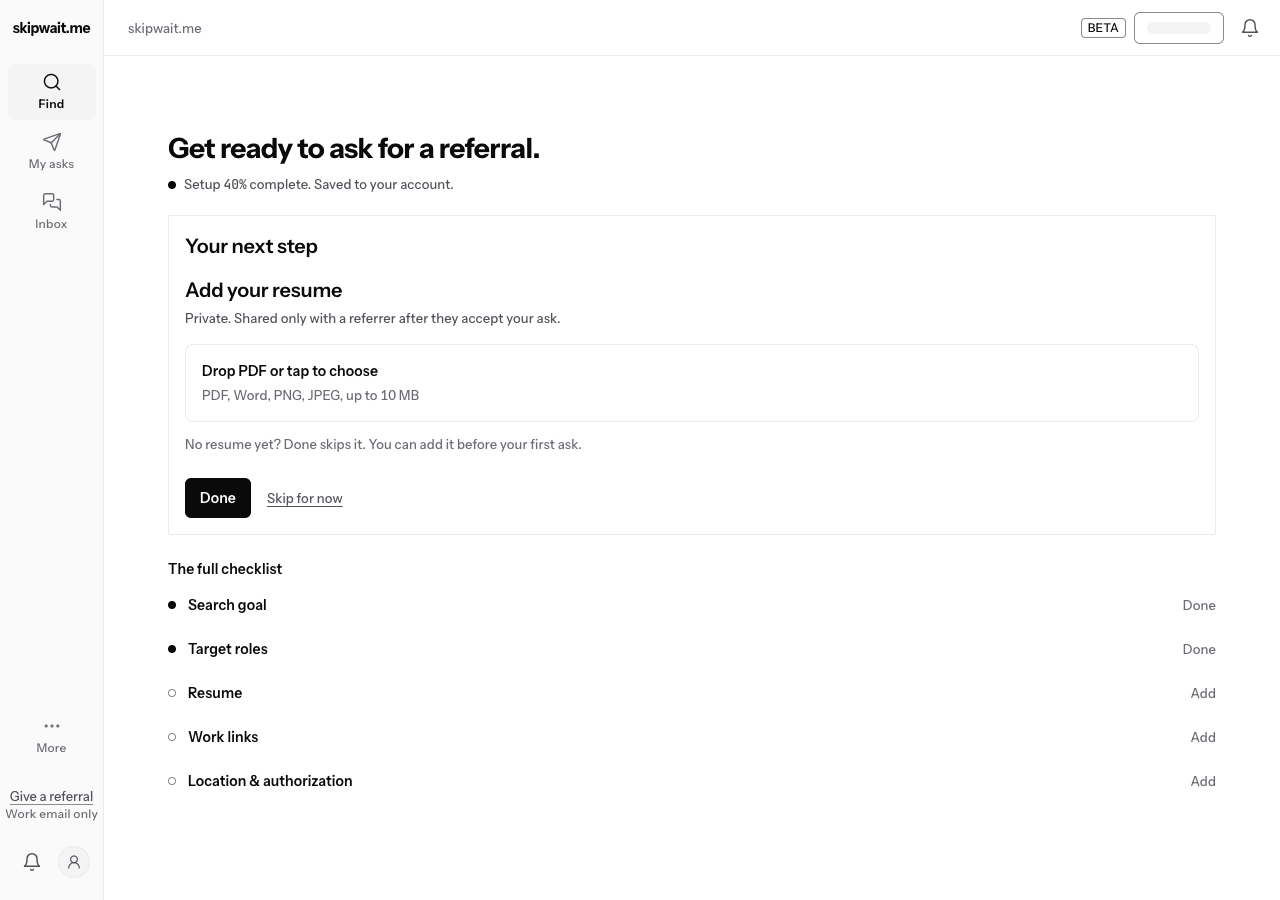 skipwait.me
Find
My asks
Inbox
More
Give a referral
Work email only
skipwait.me
BETA
Get ready to ask for a referral.
Setup 40% complete. Saved to your account.
Your next step
Add your resume
Private. Shared only with a referrer after they accept your ask.
Drop PDF or tap to choose
PDF, Word, PNG, JPEG, up to 10 MB
No resume yet? Done skips it. You can add it before your first ask.
Done Skip for now
The full checklist
Search goal Done
Target roles Done
Resume Add
Work links Add
Location & authorization Add